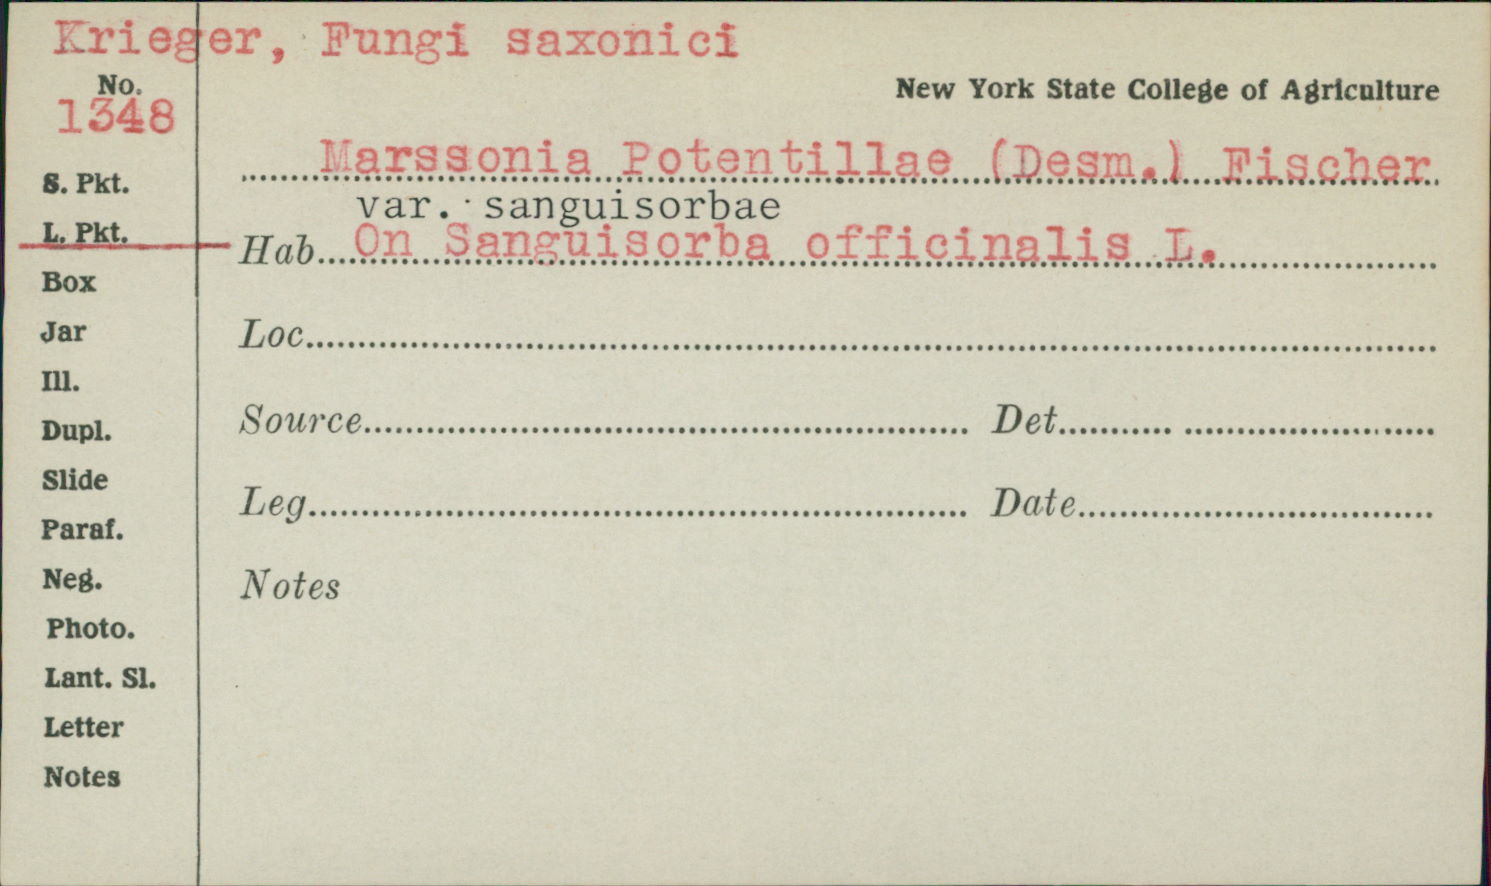 Krieger, Fungi saxonici
No.
1348
New York State College of Agriculture
Marssonia Potentillae (Desm.) Fischer
var. sanguisorbae
S. Pkt.
L. Pkt.
Hab. On Sanguisorba officinalis L.
Box
Jar
Loc.
Ill.
Dupl.
Source Det.
Slide
Leg. Date
Paraf.
Neg.
Notes
Photo.
Lant. Sl.
Letter
Notes